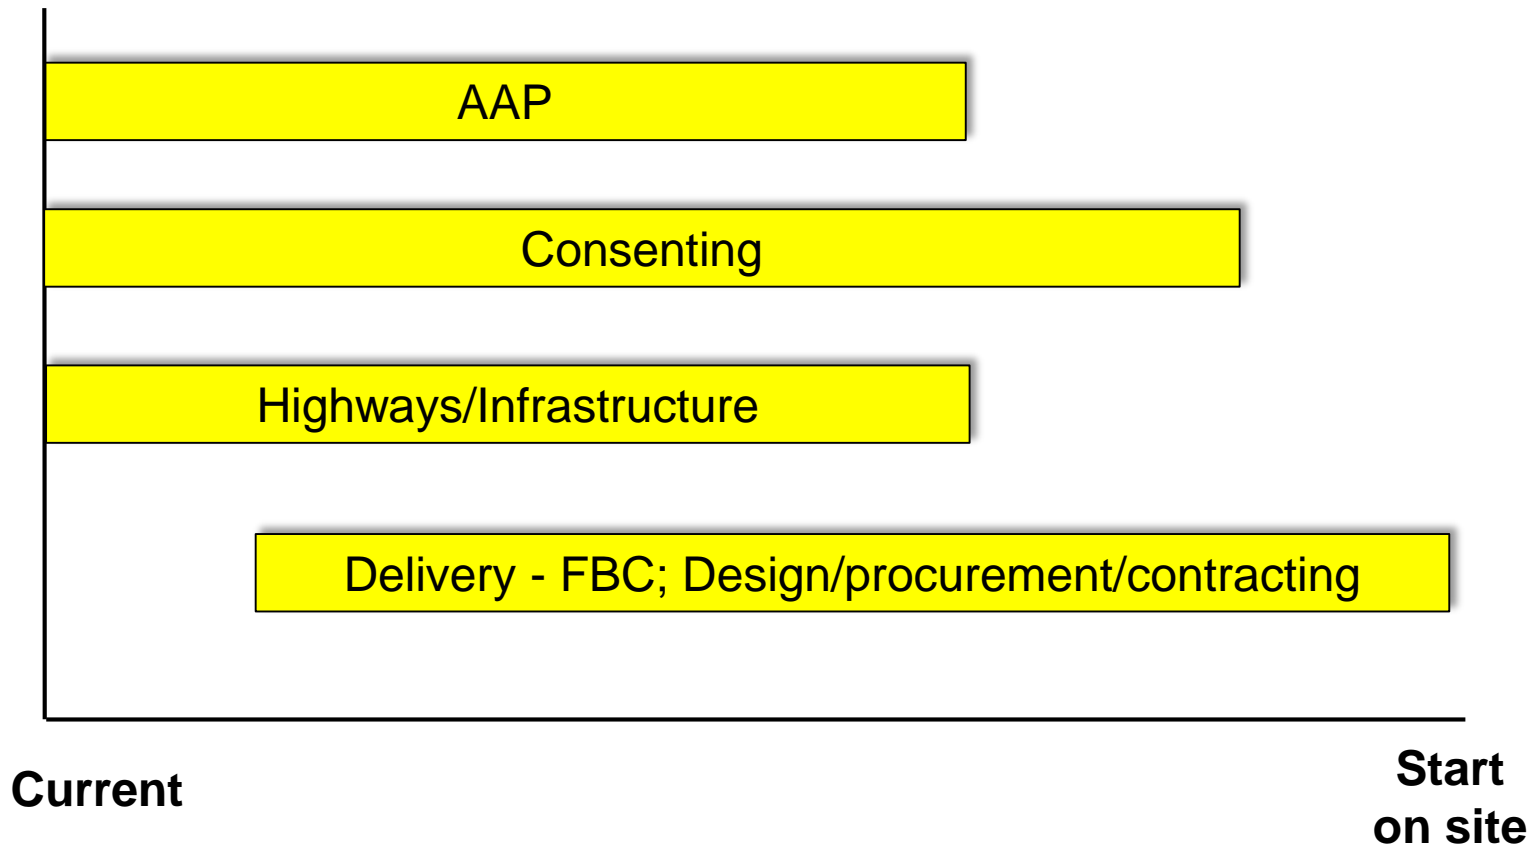 AAP
Consenting
Highways/Infrastructure
Delivery - FBC; Design/procurement/contracting
Current
Start
on site